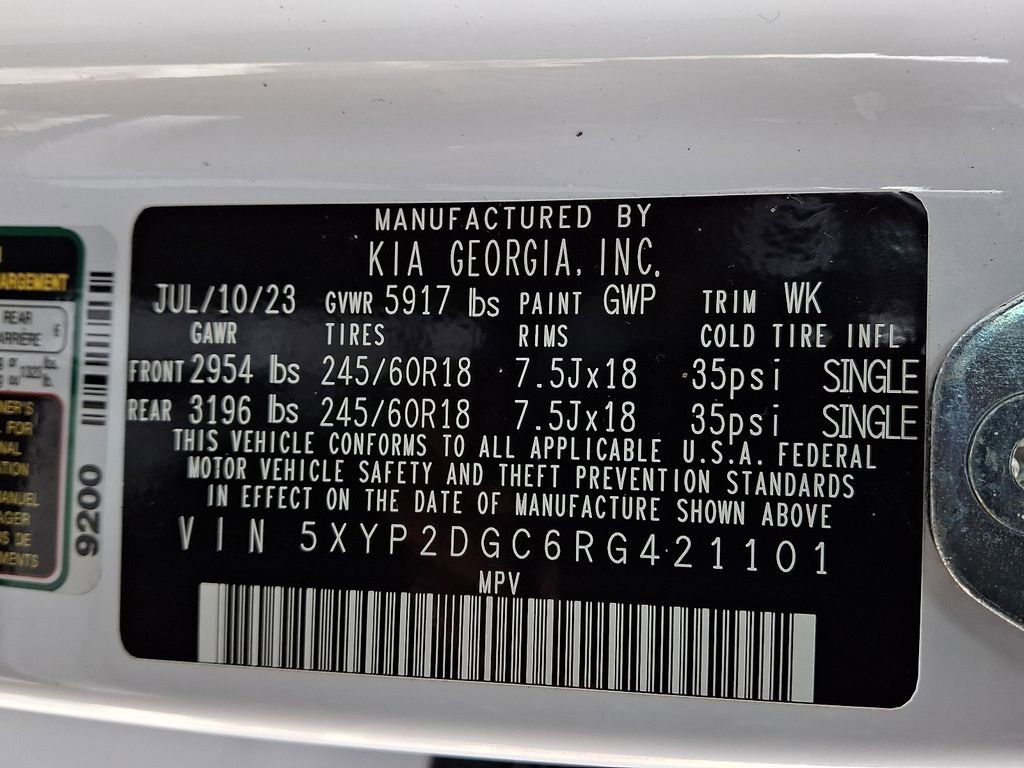 MANUFACTURED BY
KIA GEORGIA, INC.
JUL/10/23 GVWR 5917 lbs PAINT GWP TRIM WK
GAWR TIRES RIMS COLD TIRE INFL
FRONT 2954 lbs 245/60R18 7.5Jx18 35psi SINGLE
REAR 3196 lbs 245/60R18 7.5Jx18 35psi SINGLE
THIS VEHICLE CONFORMS TO ALL APPLICABLE U.S.A. FEDERAL
MOTOR VEHICLE SAFETY AND THEFT PREVENTION STANDARDS
IN EFFECT ON THE DATE OF MANUFACTURE SHOWN ABOVE
VIN 5XYP2DGC6RG421101
MPV
REAR
9200